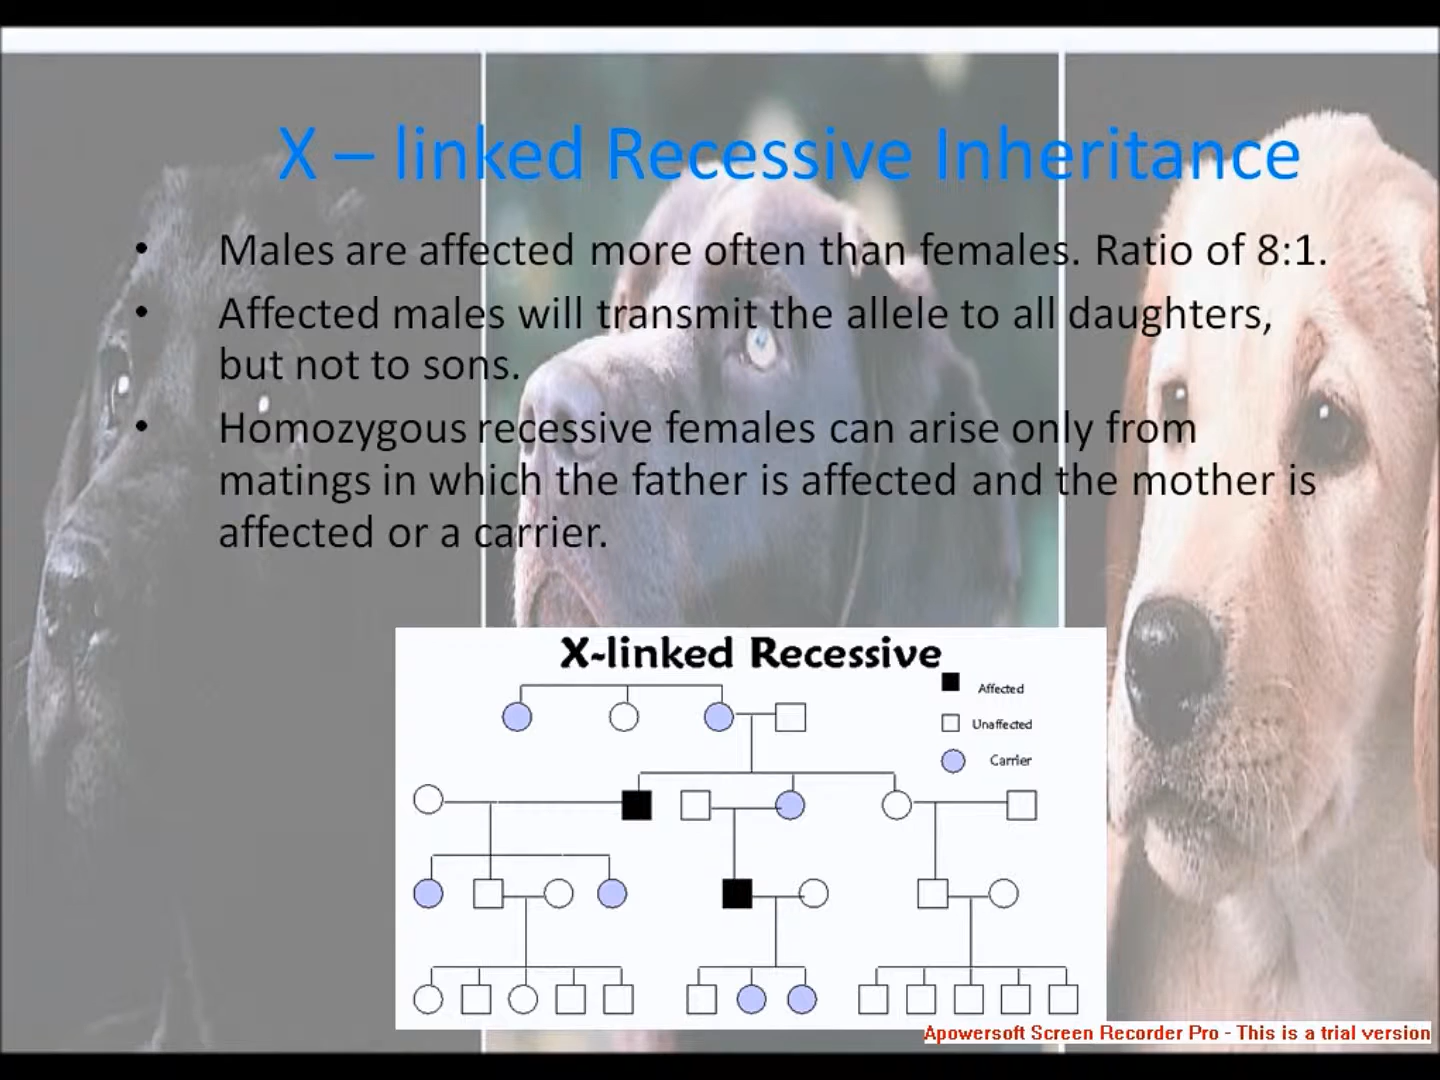 X – linked Recessive Inheritance
• Males are affected more often than females. Ratio of 8:1.
• Affected males will transmit the allele to all daughters,
but not to sons.
• Homozygous recessive females can arise only from
matings in which the father is affected and the mother is
affected or a carrier.
X-linked Recessive
Affected
Unaffected
Carrier
Apowersoft Screen Recorder Pro - This is a trial version